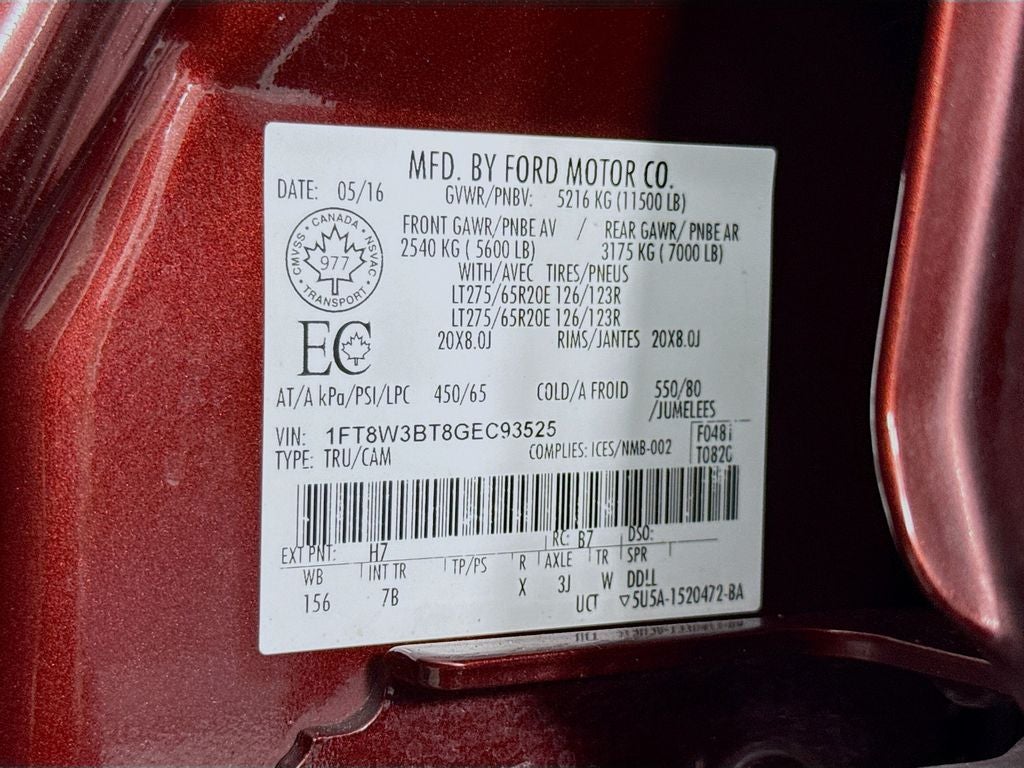 MFD. BY FORD MOTOR CO.
DATE: 05/16
GVWR/PNBV: 5216 KG (11500 LB)
FRONT GAWR/PNBE AV / REAR GAWR/ PNBE AR
2540 KG ( 5600 LB) 3175 KG ( 7000 LB)
WITH/AVEC TIRES/PNEUS
LT275/65R20E 126/123R
LT275/65R20E 126/123R
20X8.0J RIMS/JANTES 20X8.0J
CANADA
CMVSS • NSVAC
977
TRANSPORT
EC
AT/A kPa/PSI/LPC 450/65 COLD/A FROID 550/80
/JUMELEES
VIN: 1FT8W3BT8GEC93525
F048
TYPE: TRU/CAM COMPLIES: ICES/NMB-002
EXT PNT: H7 RC: B7 DSO:
WB INT TR TP/PS R AXLE TR SPR
156 7B X 3J W
UCT ▽5U5A-1520472-BA